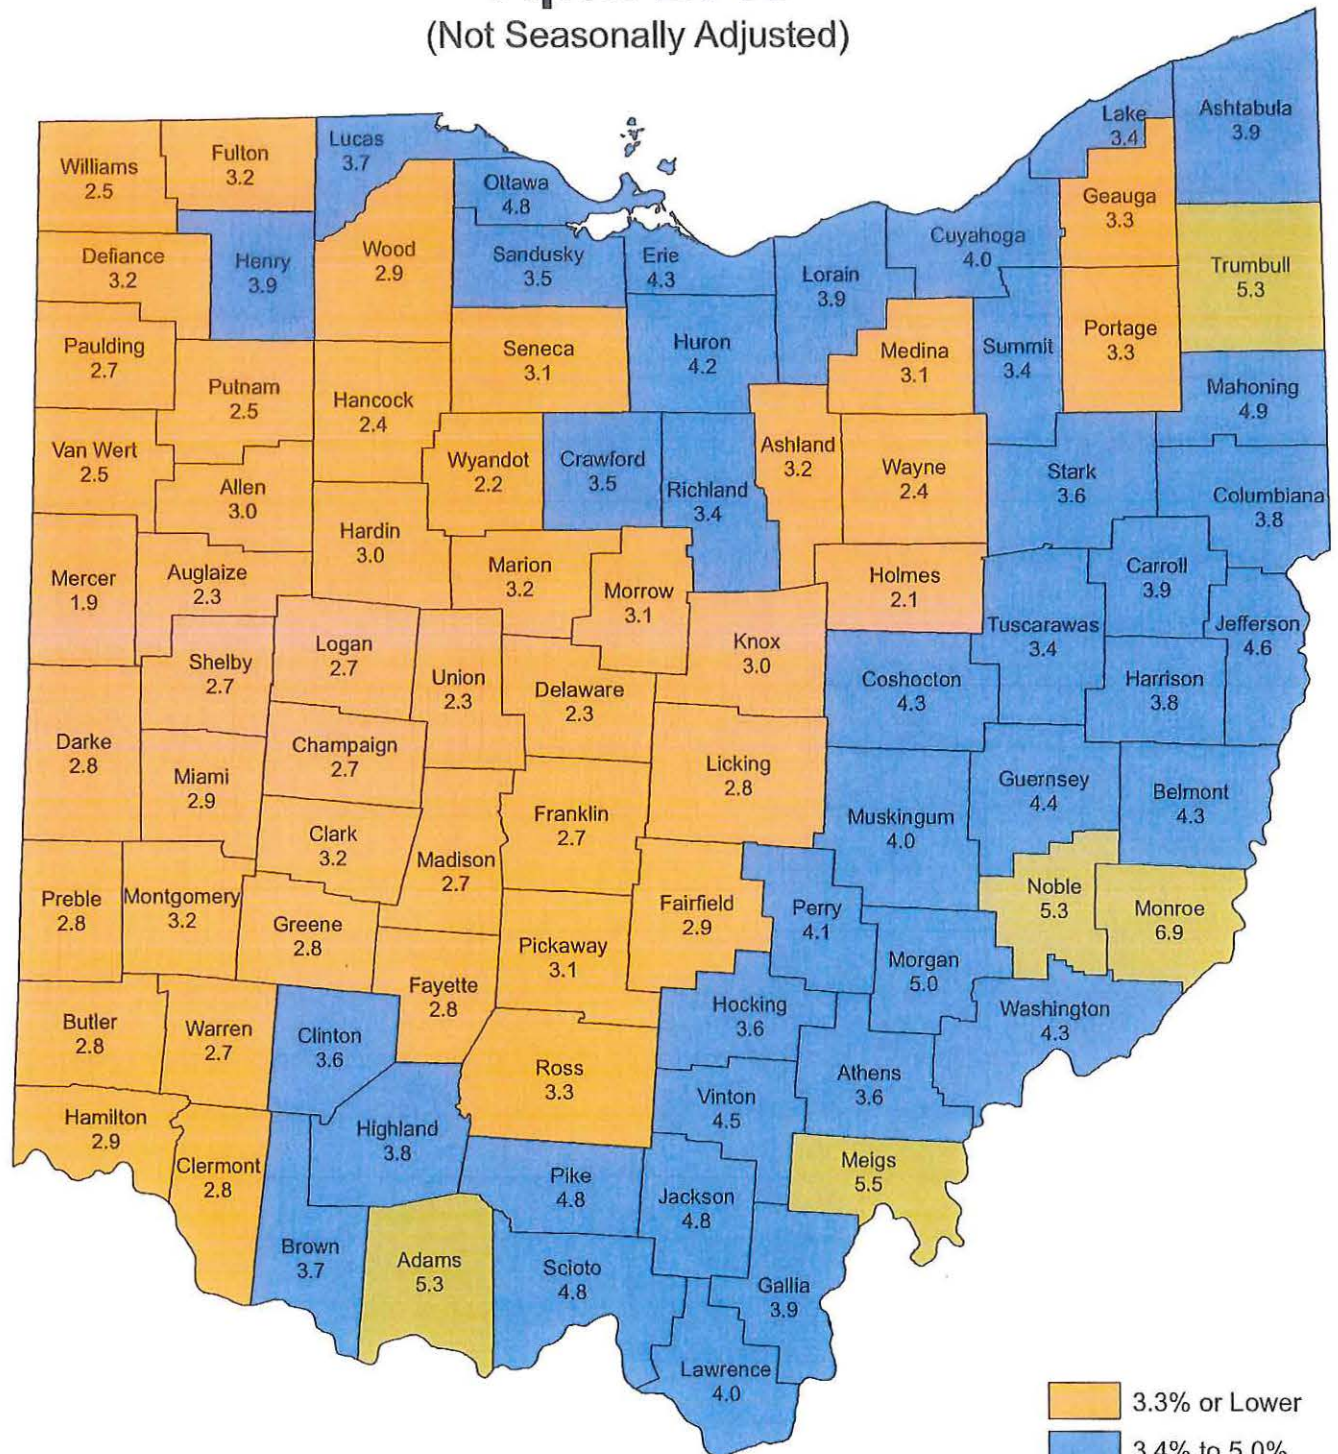 (Not Seasonally Adjusted)
Lake
3.4
Ashtabula
3.9
Williams
2.5
Fulton
3.2
Lucas
3.7
Ottawa
4.8
Geauga
3.3
Defiance
3.2
Henry
3.9
Wood
2.9
Sandusky
3.5
Erie
4.3
Lorain
3.9
Cuyahoga
4.0
Trumbull
5.3
Paulding
2.7
Putnam
2.5
Hancock
2.4
Seneca
3.1
Huron
4.2
Medina
3.1
Summit
3.4
Portage
3.3
Mahoning
4.9
Van Wert
2.5
Allen
3.0
Wyandot
2.2
Crawford
3.5
Richland
3.4
Ashland
3.2
Wayne
2.4
Stark
3.6
Columbiana
3.8
Mercer
1.9
Auglaize
2.3
Hardin
3.0
Marion
3.2
Morrow
3.1
Holmes
2.1
Carroll
3.9
Tuscarawas
3.4
Jefferson
4.6
Shelby
2.7
Logan
2.7
Union
2.3
Delaware
2.3
Knox
3.0
Coshocton
4.3
Harrison
3.8
Darke
2.8
Miami
2.9
Champaign
2.7
Licking
2.8
Guernsey
4.4
Belmont
4.3
Clark
3.2
Madison
2.7
Franklin
2.7
Muskingum
4.0
Preble
2.8
Montgomery
3.2
Greene
2.8
Pickaway
3.1
Fairfield
2.9
Perry
4.1
Noble
5.3
Monroe
6.9
Morgan
5.0
Fayette
2.8
Hocking
3.6
Washington
4.3
Butler
2.8
Warren
2.7
Clinton
3.6
Ross
3.3
Vinton
4.5
Athens
3.6
Hamilton
2.9
Clermont
2.8
Highland
3.8
Pike
4.8
Jackson
4.8
Meigs
5.5
Brown
3.7
Adams
5.3
Scioto
4.8
Gallia
3.9
Lawrence
4.0
3.3% or Lower
3.4% to 5.0%